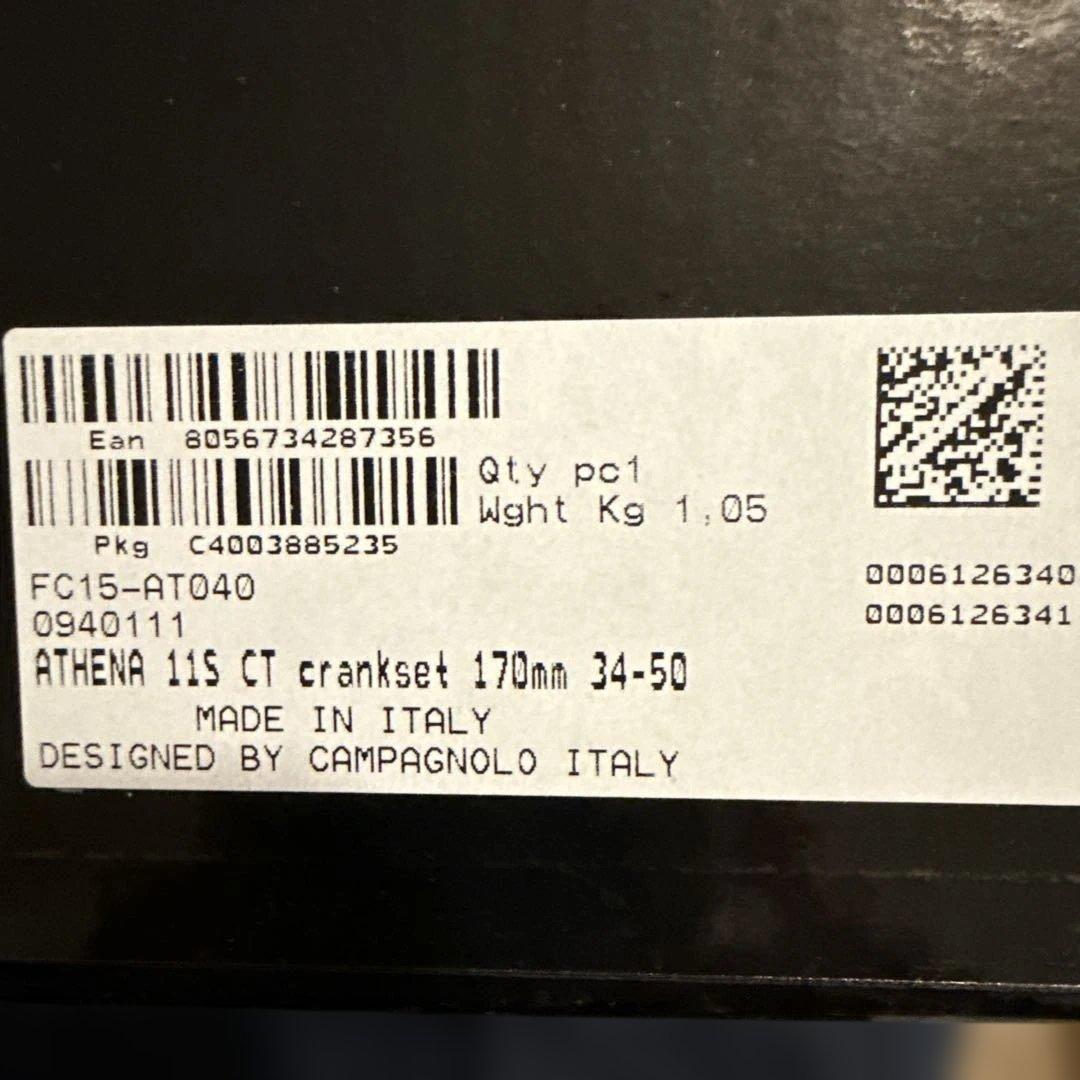 Ean 8056734287356
Qty pc1
Wght Kg 1,05
Pkg C4003885235
FC15-AT040
0006126340
0940111
0006126341
ATHENA 11S CT crankset 170mm 34-50
MADE IN ITALY
DESIGNED BY CAMPAGNOLO ITALY